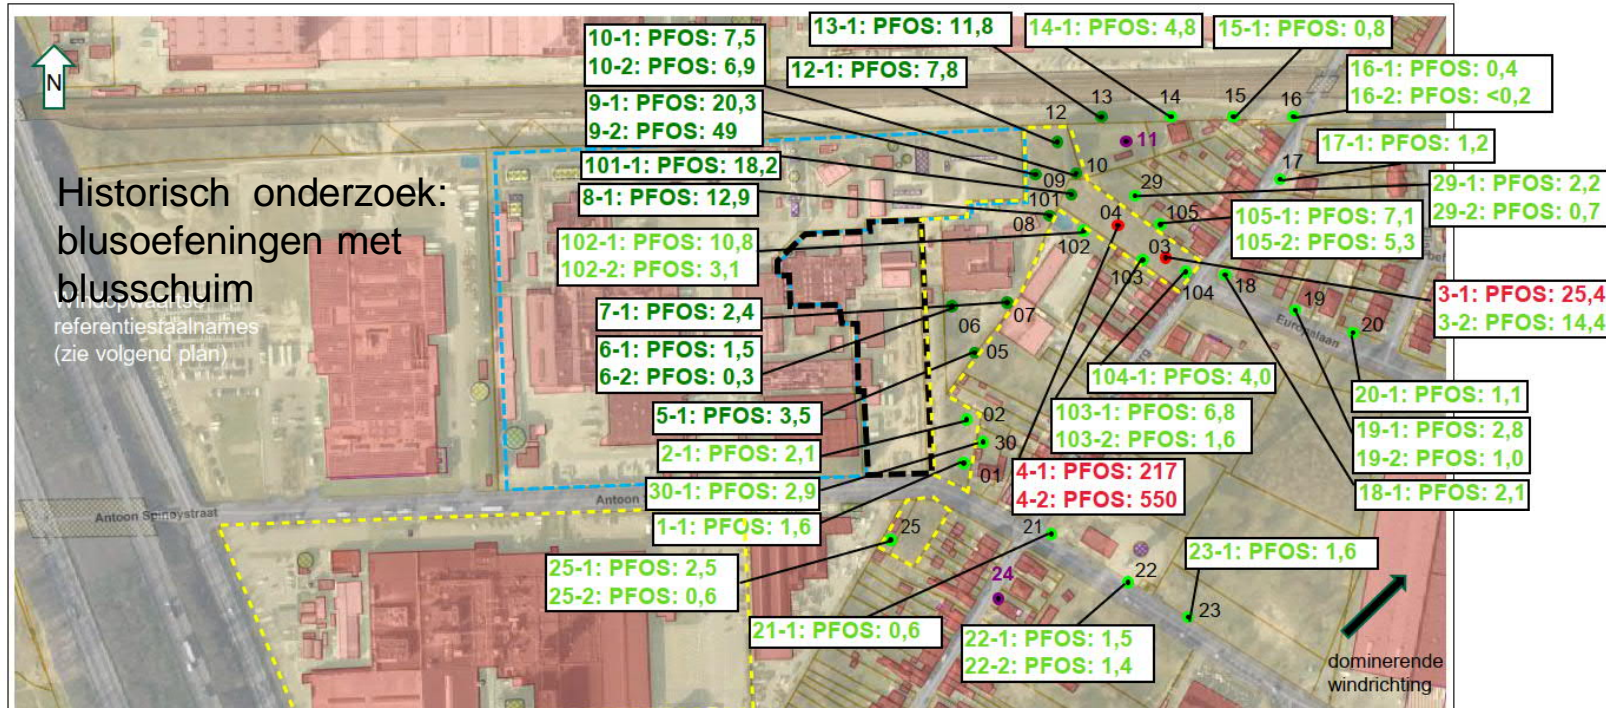 N
Historisch onderzoek:
blusoefeningen met
blusschuim
referentiestaalnames
(zie volgend plan)
10-1: PFOS: 7,5
10-2: PFOS: 6,9
13-1: PFOS: 11,8
14-1: PFOS: 4,8
15-1: PFOS: 0,8
12-1: PFOS: 7,8
16-1: PFOS: 0,4
16-2: PFOS: <0,2
9-1: PFOS: 20,3
9-2: PFOS: 49
12
13
14
15
16
11
17-1: PFOS: 1,2
101-1: PFOS: 18,2
09
10
17
29
29-1: PFOS: 2,2
29-2: PFOS: 0,7
8-1: PFOS: 12,9
101
08
04
105
105-1: PFOS: 7,1
105-2: PFOS: 5,3
102-1: PFOS: 10,8
102-2: PFOS: 3,1
102
03
103
104
18
3-1: PFOS: 25,4
3-2: PFOS: 14,4
7-1: PFOS: 2,4
06
07
19
Europalaan
20
6-1: PFOS: 1,5
6-2: PFOS: 0,3
05
104-1: PFOS: 4,0
20-1: PFOS: 1,1
5-1: PFOS: 3,5
02
103-1: PFOS: 6,8
103-2: PFOS: 1,6
19-1: PFOS: 2,8
19-2: PFOS: 1,0
2-1: PFOS: 2,1
30
01
4-1: PFOS: 217
4-2: PFOS: 550
30-1: PFOS: 2,9
18-1: PFOS: 2,1
Antoon Spinoystraat
Antoon
1-1: PFOS: 1,6
25
21
23-1: PFOS: 1,6
25-1: PFOS: 2,5
25-2: PFOS: 0,6
24
22
23
21-1: PFOS: 0,6
22-1: PFOS: 1,5
22-2: PFOS: 1,4
dominerende
windrichting